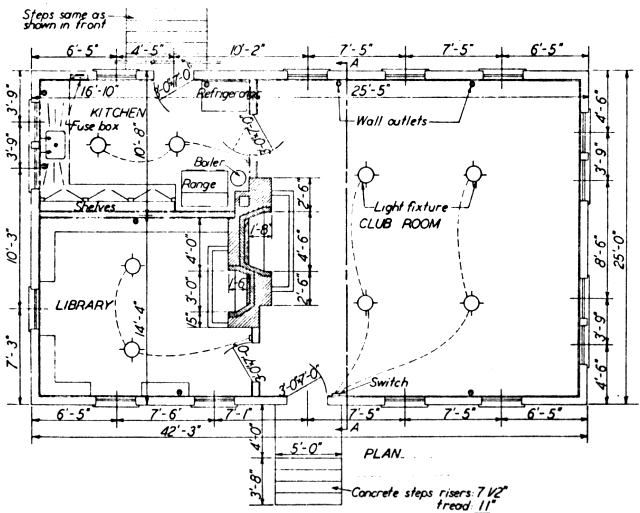 Steps same as
shown in front
6'-5"
4'-5"
10'-2"
7'-5"
7'-5"
6'-5"
A
3'-0"x7'-0"
16'-10"
Refrigerator
25'-5"
3'-9"
KITCHEN
Fuse box
10'-8"
3'-0"x7'-0"
Wall outlets
4'-6"
3'-9"
Boiler
Range
3'-9"
Shelves
2'-6"
Light fixture
CLUB ROOM
1'-8"
4'-0"
4'-6"
10'-3"
8'-6"
25'-0"
LIBRARY
14'-4"
3'-0"
1'-6"
2'-6"
15"
3'-9"
7'-3"
3'-0"x7'-0"
3'-0"x7'-0"
Switch
4'-6"
6'-5"
7'-6"
7'-1"
7'-5"
7'-5"
6'-5"
42'-3"
A
4'-0"
5'-0"
PLAN
3'-8"
Concrete steps risers: 7 1/2"
tread: 11"